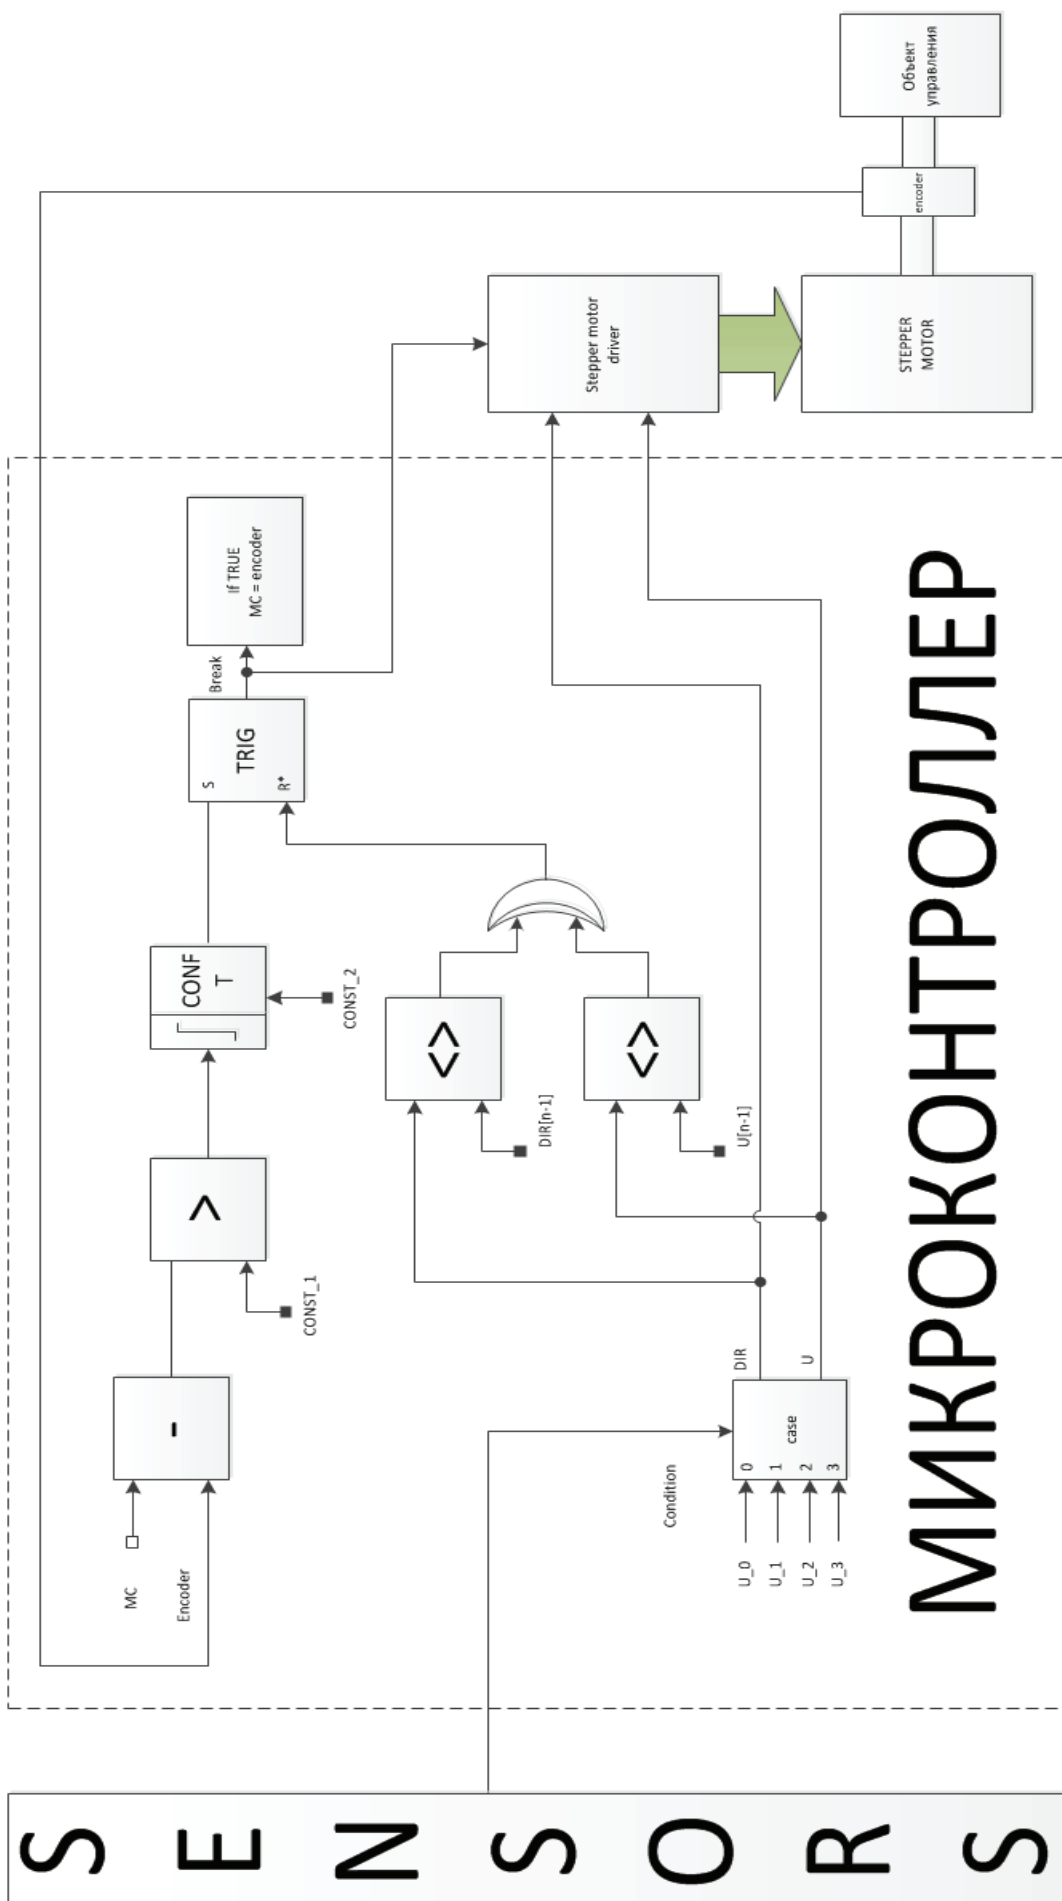 SENSORS
МИКРОКОНТРОЛЛЕР
MC
Encoder
-
CONST_1
>
CONF
T
CONST_2
S
R*
TRIG
Break
If TRUE
MC = encoder
DIR[n-1]
<>
U[n-1]
<>
Condition
U_0
U_1
U_2
U_3
0
1
2
3
case
DIR
U
Stepper motor
driver
STEPPER
MOTOR
encoder
Объект
управления